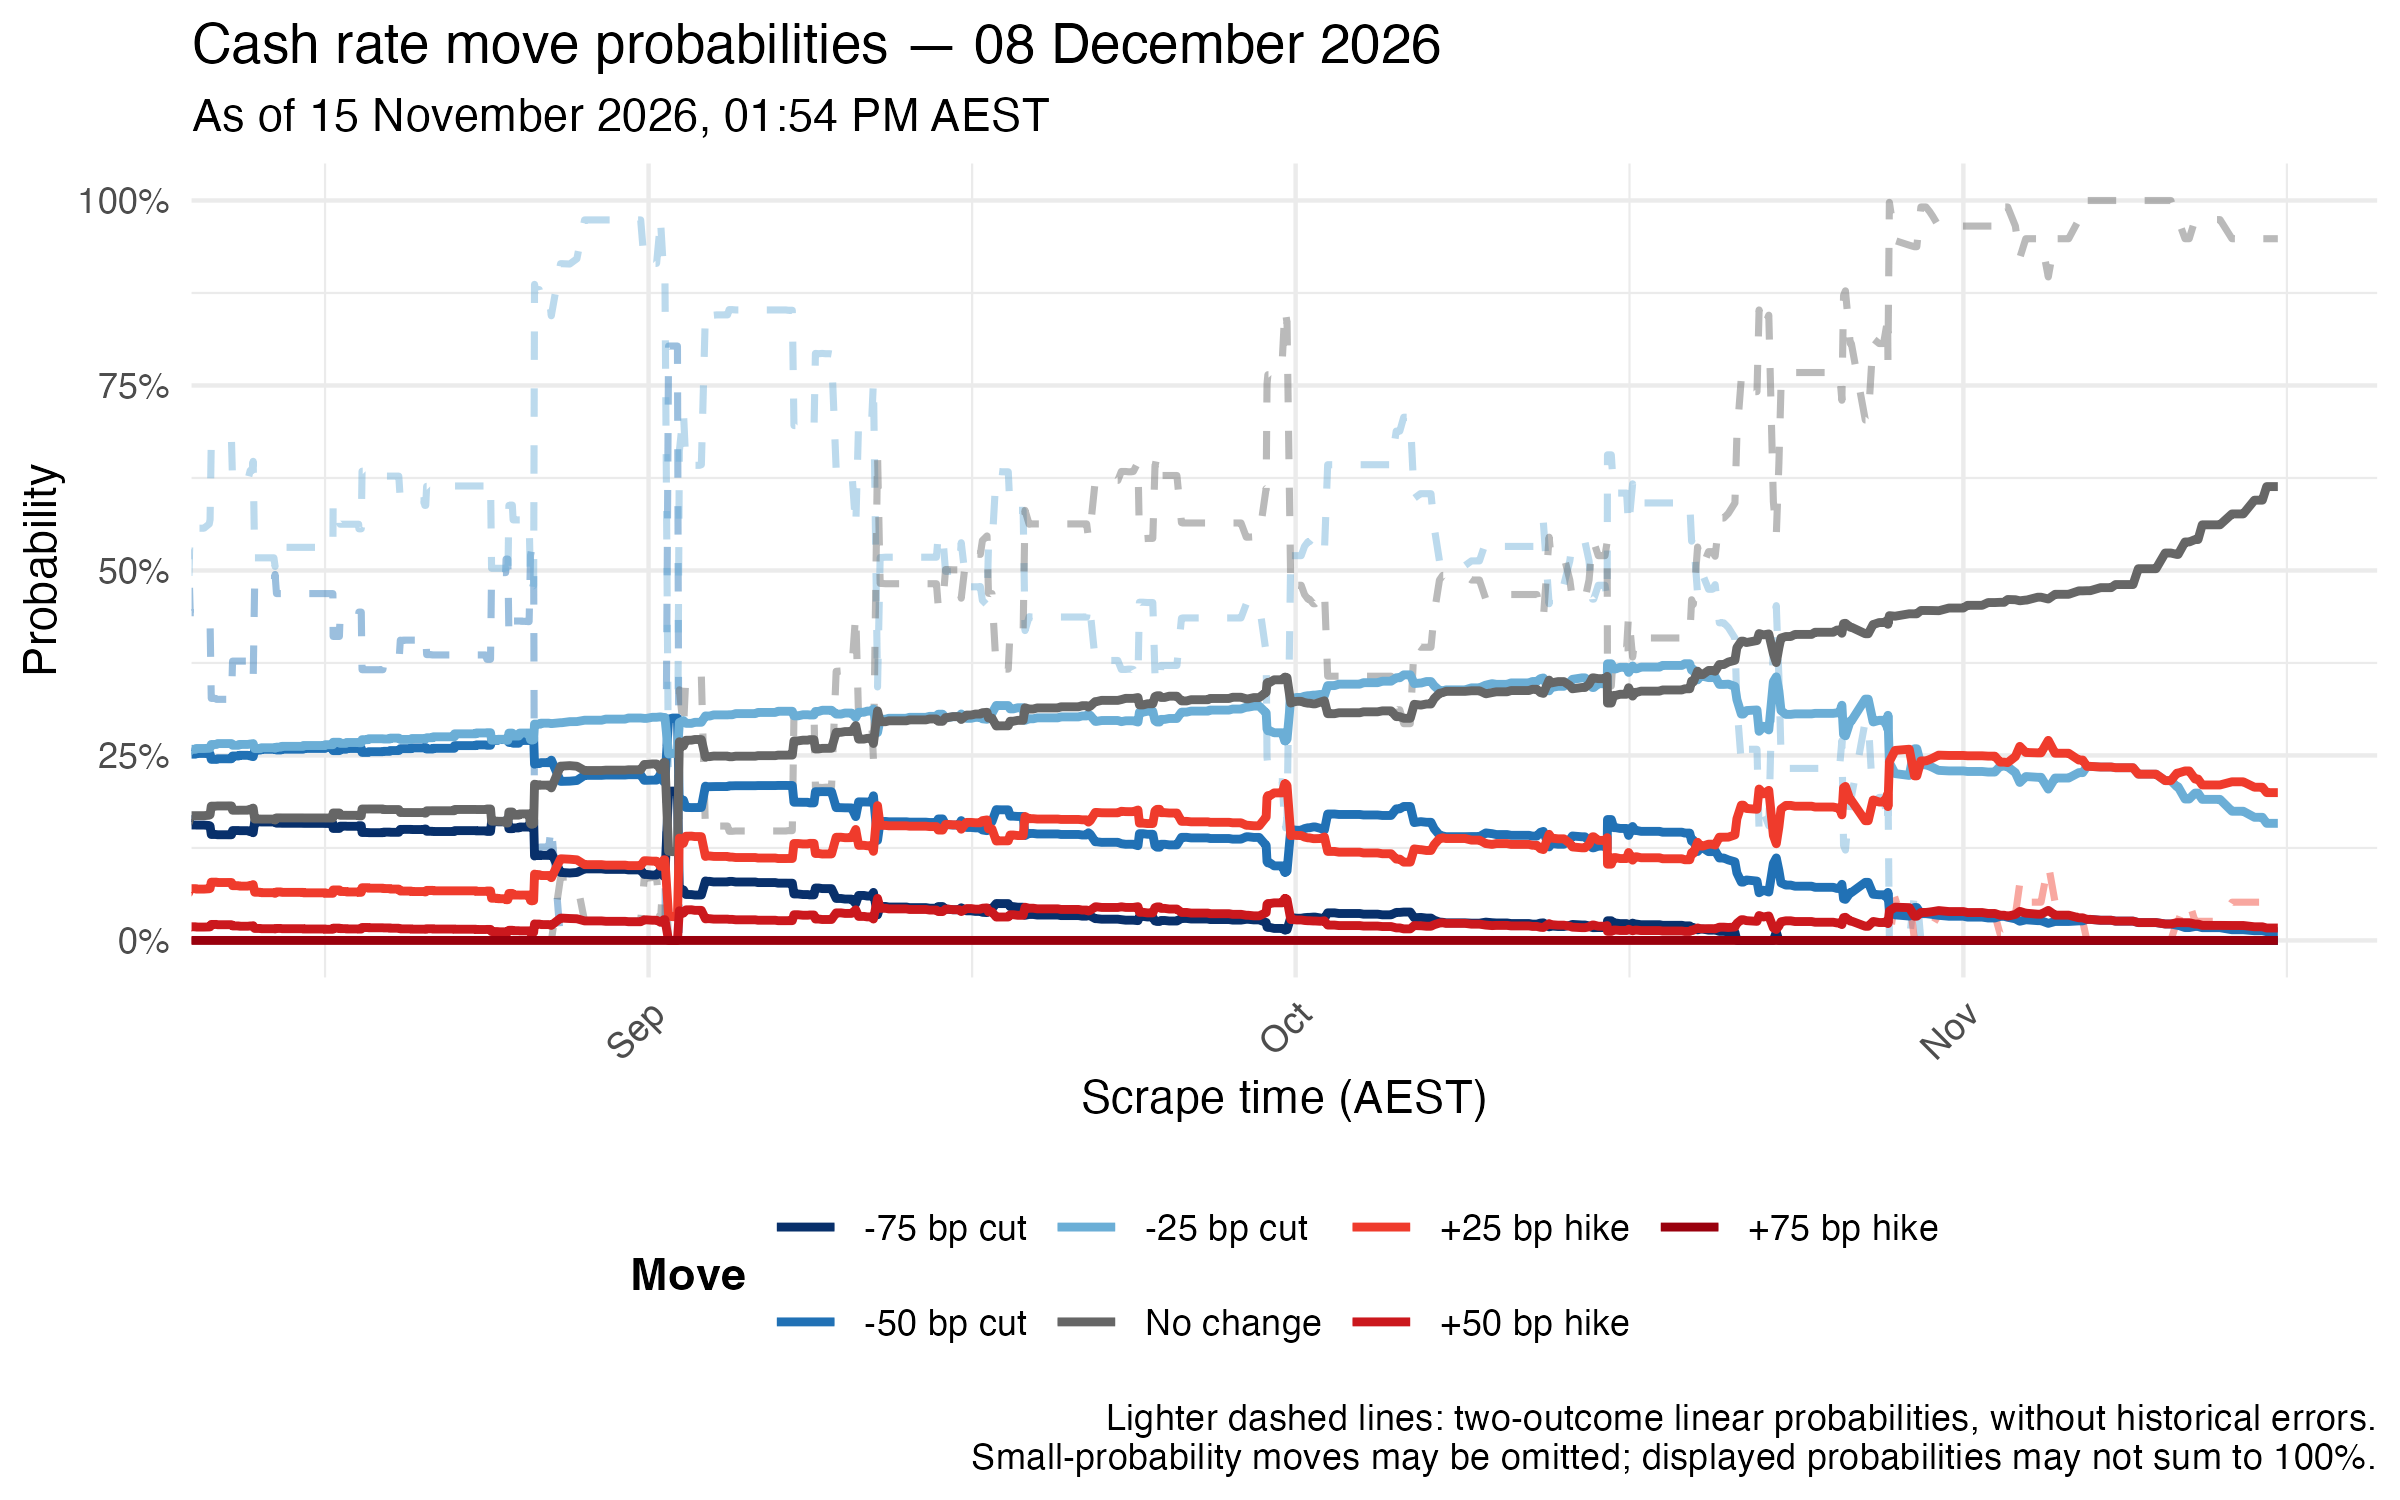 Cash rate move probabilities — 08 December 2026
As of 15 November 2026, 01:54 PM AEST
Probability
100%
75%
50%
25%
0%
Sep
Oct
Nov
Scrape time (AEST)
Move
-75 bp cut
-25 bp cut
+25 bp hike
+75 bp hike
-50 bp cut
No change
+50 bp hike
Lighter dashed lines: two-outcome linear probabilities, without historical errors.
Small-probability moves may be omitted; displayed probabilities may not sum to 100%.